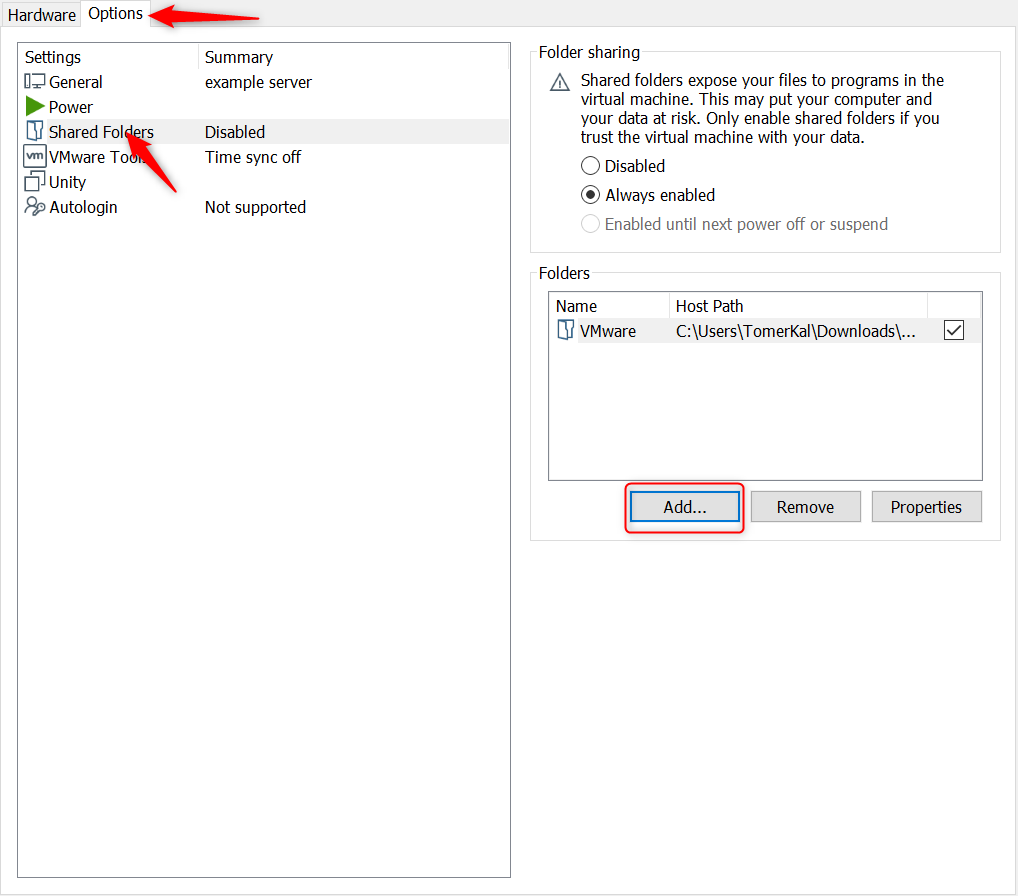 Hardware
Options
Settings Summary
General example server
Power
Shared Folders Disabled
vm VMware Tools Time sync off
Unity
Autologin Not supported
Folder sharing
Shared folders expose your files to programs in the
virtual machine. This may put your computer and
your data at risk. Only enable shared folders if you
trust the virtual machine with your data.
Disabled
Always enabled
Enabled until next power off or suspend
Folders
Name Host Path
VMware C:\Users\TomerKal\Downloads\...
Add... Remove Properties